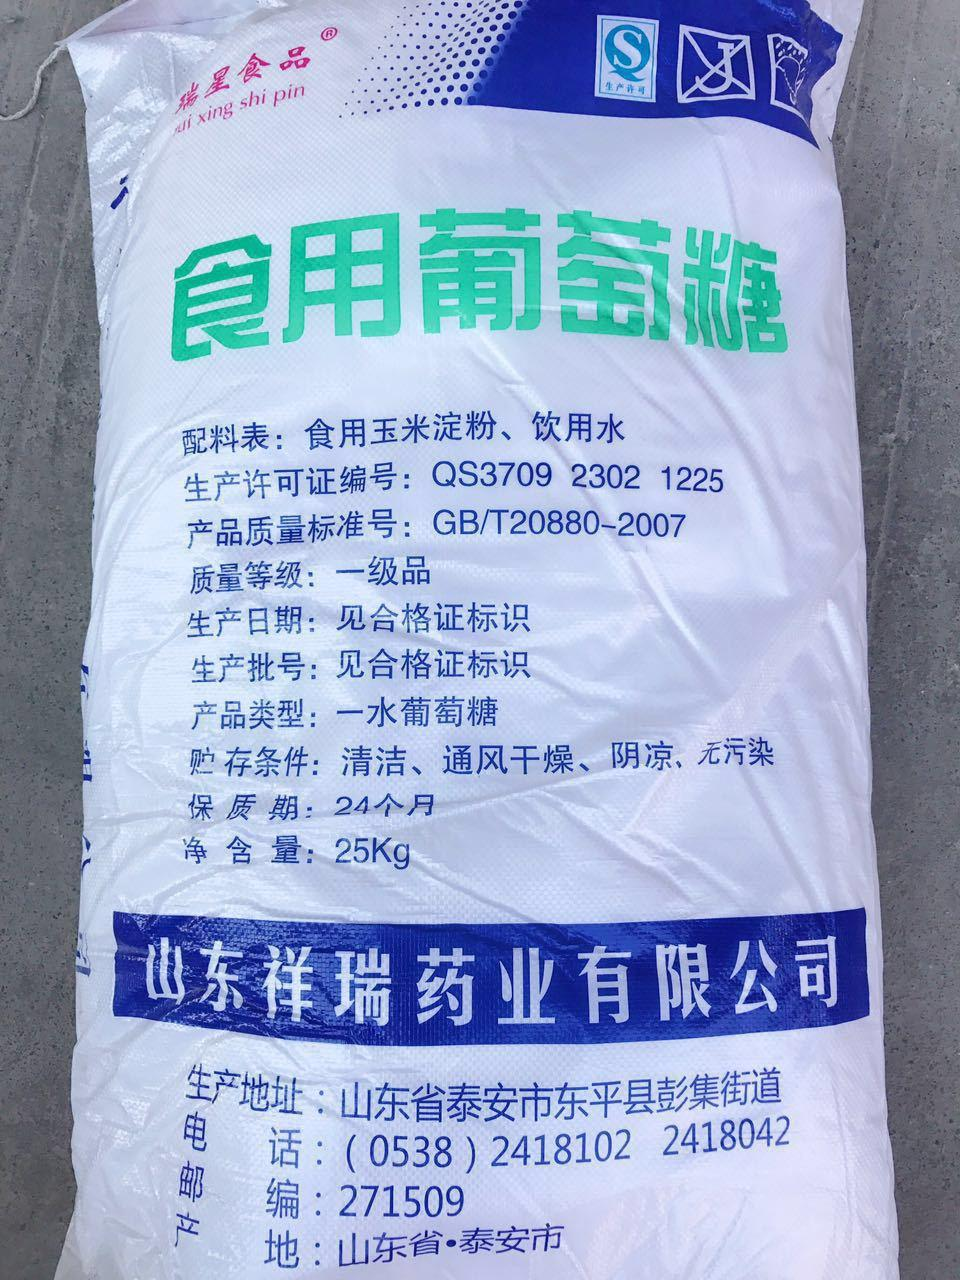 瑞星食品®
rui xing shi pin
生产许可
食用葡萄糖
配料表：食用玉米淀粉、饮用水
生产许可证编号：QS3709 2302 1225
产品质量标准号：GB/T20880-2007
质量等级：一级品
生产日期：见合格证标识
生产批号：见合格证标识
产品类型：一水葡萄糖
贮存条件：清洁、通风干燥、阴凉、无污染
保质期：24个月
净含量：25Kg
山东祥瑞药业有限公司
生产地址：山东省泰安市东平县彭集街道
电话：（0538）2418102 2418042
邮编：271509
产地：山东省·泰安市